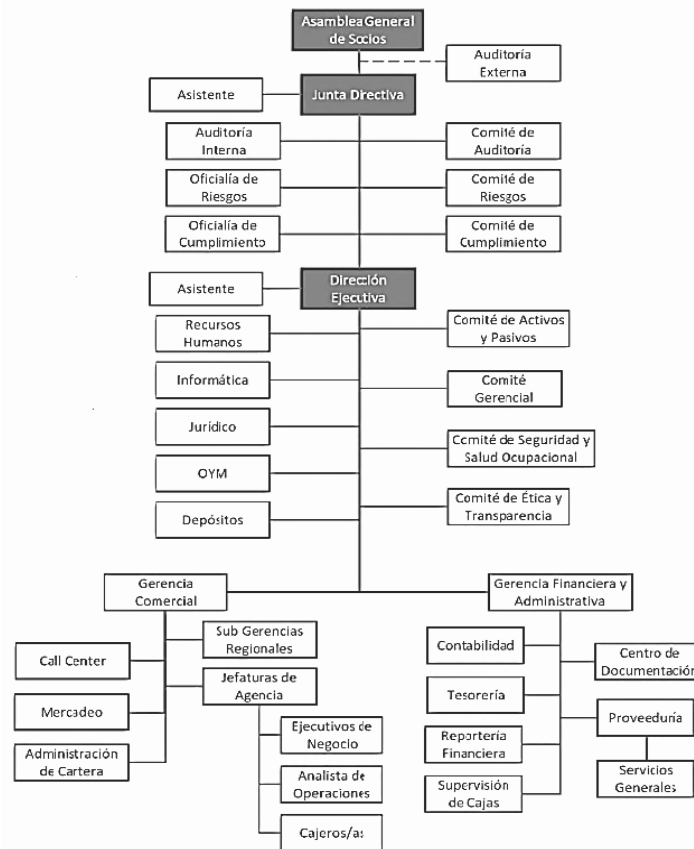 Asamblea General
de Socios
Auditoría
Externa
Asistente
Junta Directiva
Auditoría
Interna
Comité de
Auditoría
Oficialía de
Riesgos
Comité de
Riesgos
Oficialía de
Cumplimiento
Comité de
Cumplimiento
Asistente
Dirección
Ejecutiva
Recursos
Humanos
Comité de Activos
y Pasivos
Informática
Comité
Gerencial
Jurídico
Comité de Seguridad y
Salud Ocupacional
OYM
Comité de Ética y
Transparencia
Depósitos
Gerencia
Comercial
Gerencia Financiera y
Administrativa
Sub Gerencias
Regionales
Call Center
Jefaturas de
Agencia
Mercadeo
Ejecutivos de
Negocio
Administración
de Cartera
Analista de
Operaciones
Cajeros/as
Contabilidad
Centro de
Documentación
Tesorería
Proveeduría
Reportería
Financiera
Servicios
Generales
Supervisión
de Cajas